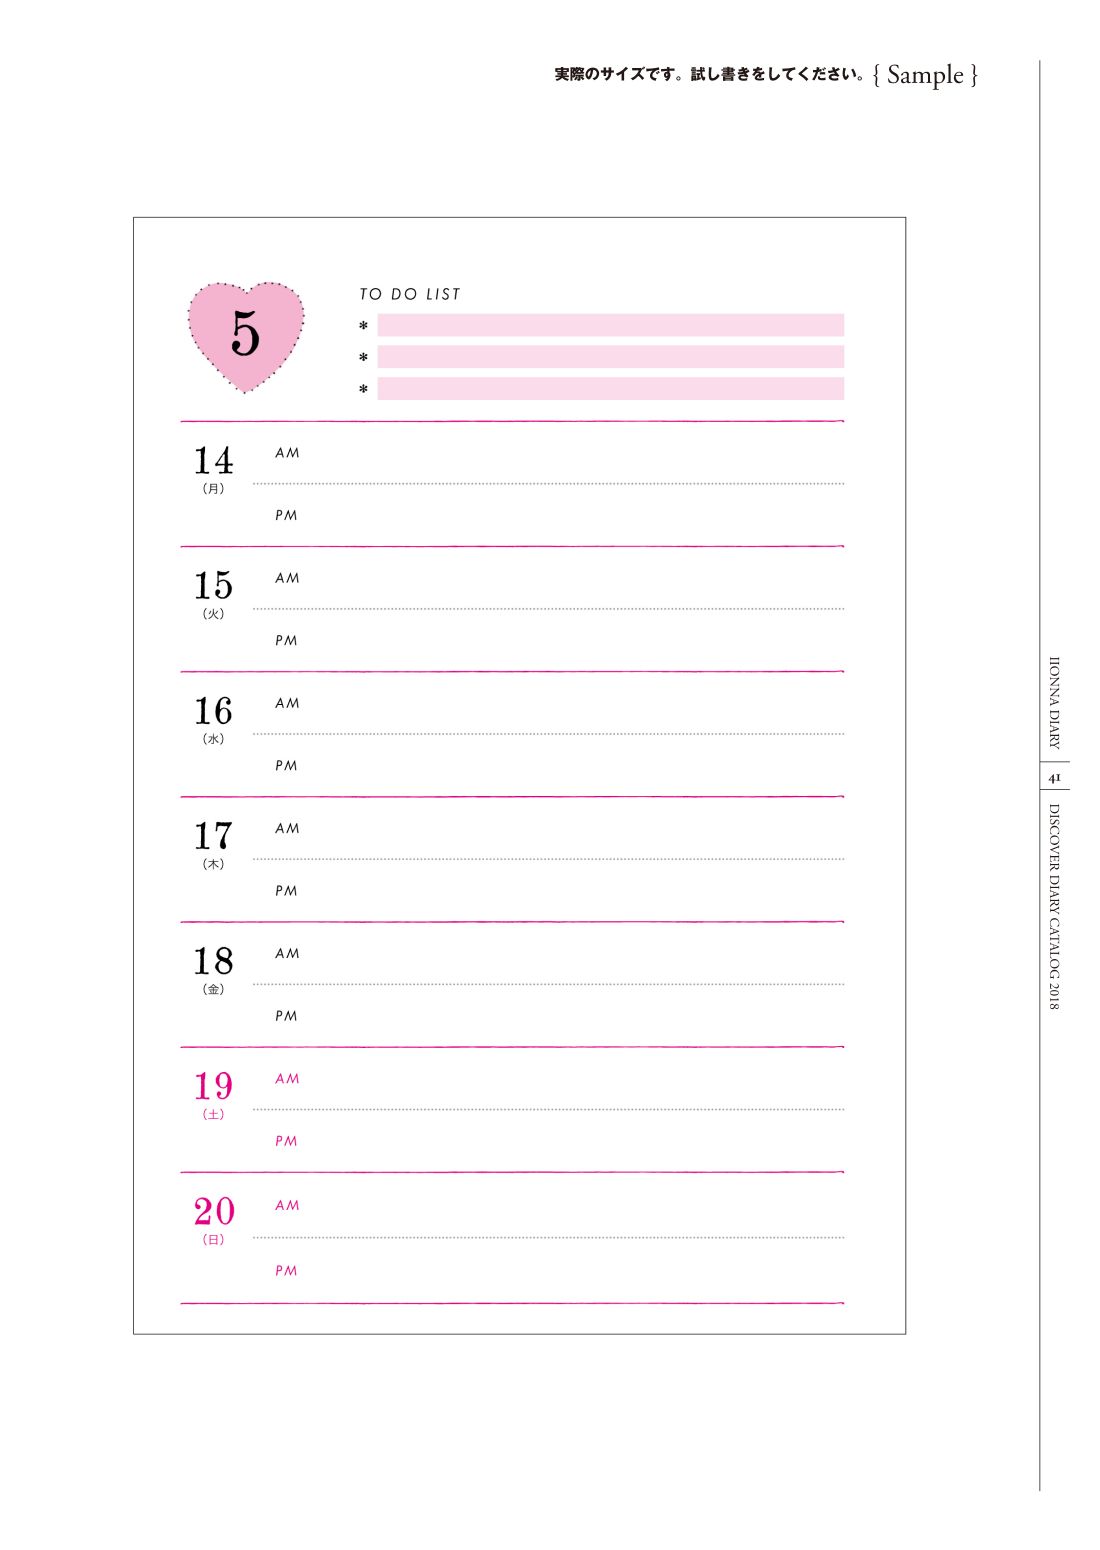 実際のサイズです。試し書きをしてください。{ Sample }
5
TO DO LIST
*
*
*
14
（月）
AM
PM
15
（火）
AM
PM
16
（水）
AM
PM
17
（木）
AM
PM
18
（金）
AM
PM
19
（土）
AM
PM
20
（日）
AM
PM
IIONNA DIARY
41
DISCOVER DIARY CATALOG 2018